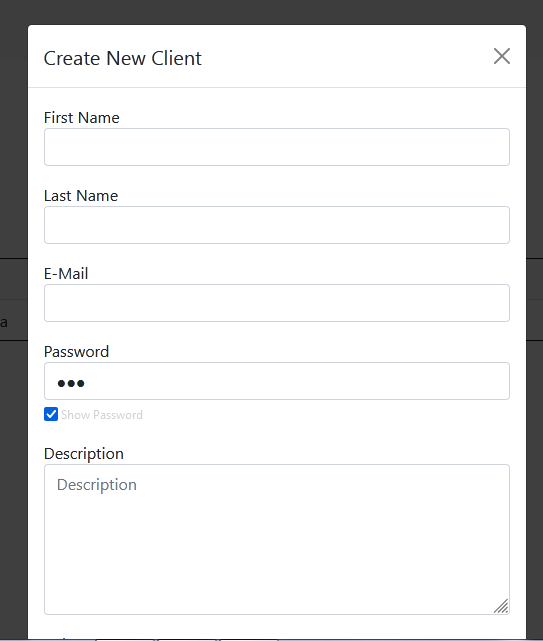 Create New Client
First Name
Last Name
E-Mail
a
Password
●●●
Show Password
Description
Description